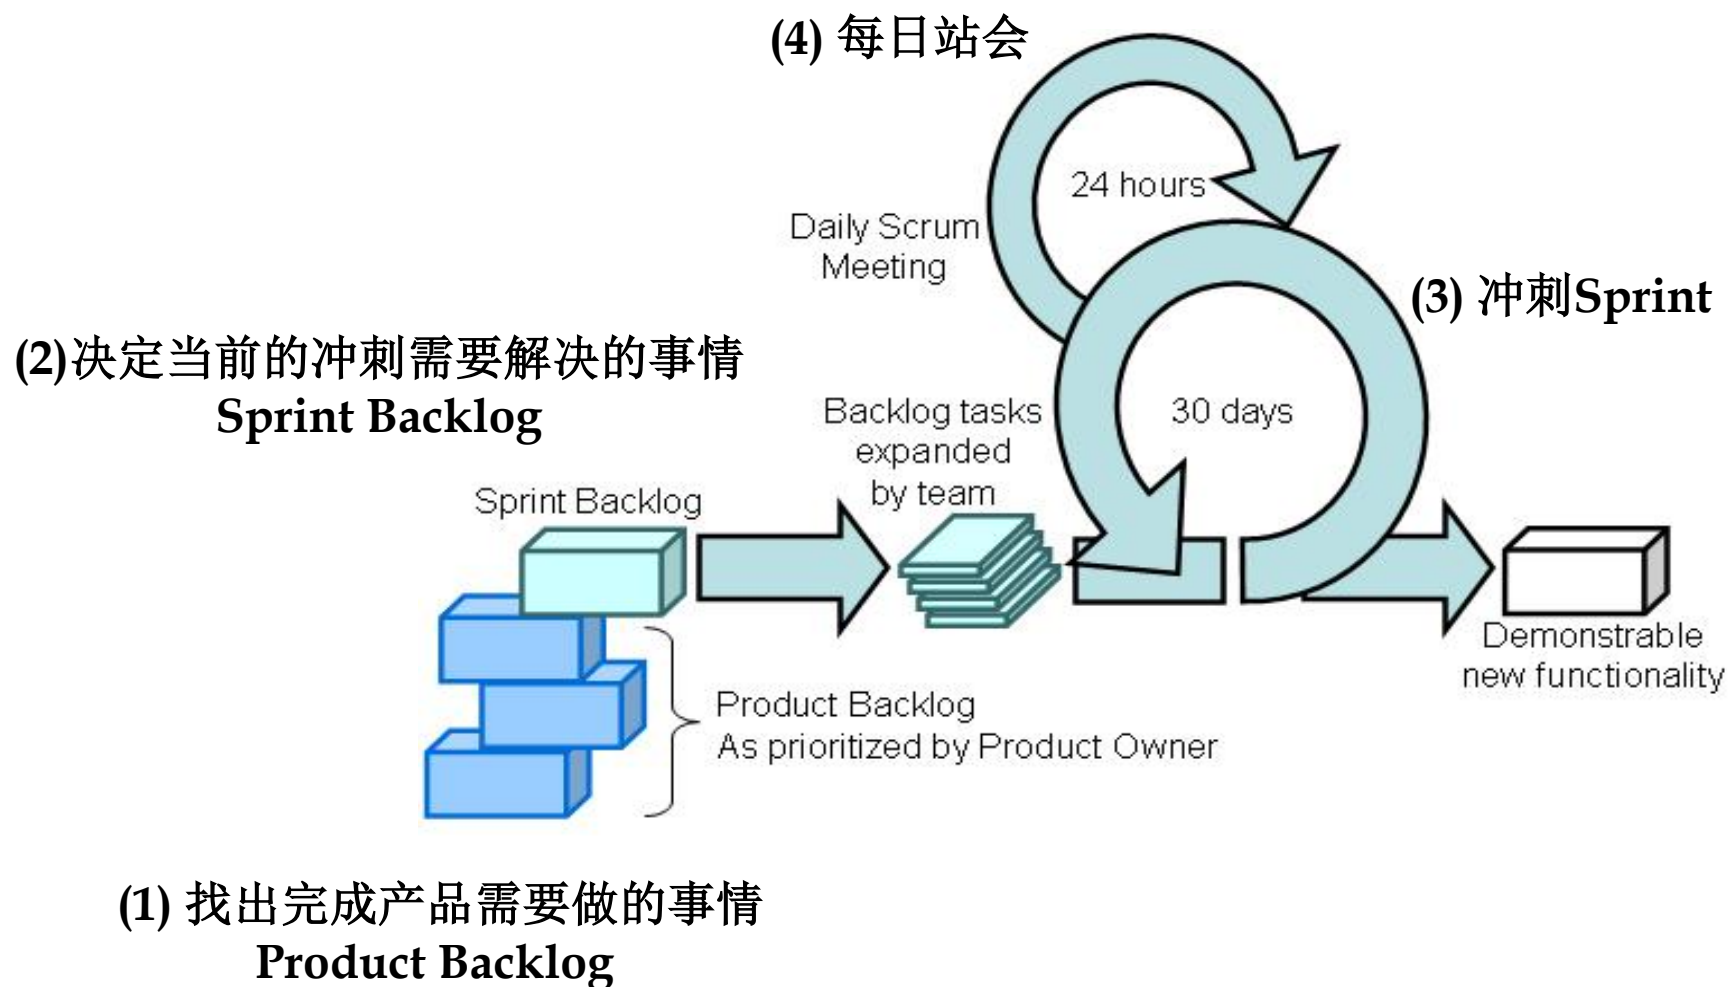 (4) 每日站会
24 hours
Daily Scrum
Meeting
(3) 冲刺Sprint
(2)决定当前的冲刺需要解决的事情
Sprint Backlog
Backlog tasks
expanded
by team
30 days
Sprint Backlog
Demonstrable
new functionality
Product Backlog
As prioritized by Product Owner
(1) 找出完成产品需要做的事情
Product Backlog